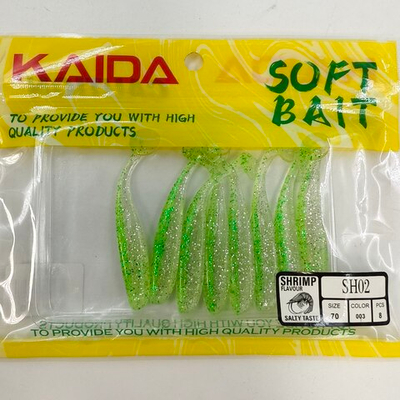 KAIDA
SOFT
BAIT
TO PROVIDE YOU WITH HIGH
QUALITY PRODUCTS
SHRIMP
FLAVOUR
SALTY TASTE
SH02
SIZE
COLOR
PCS
70
003
8
TO PROVIDE YOU WITH HIGH QUALITY PRODUCTS